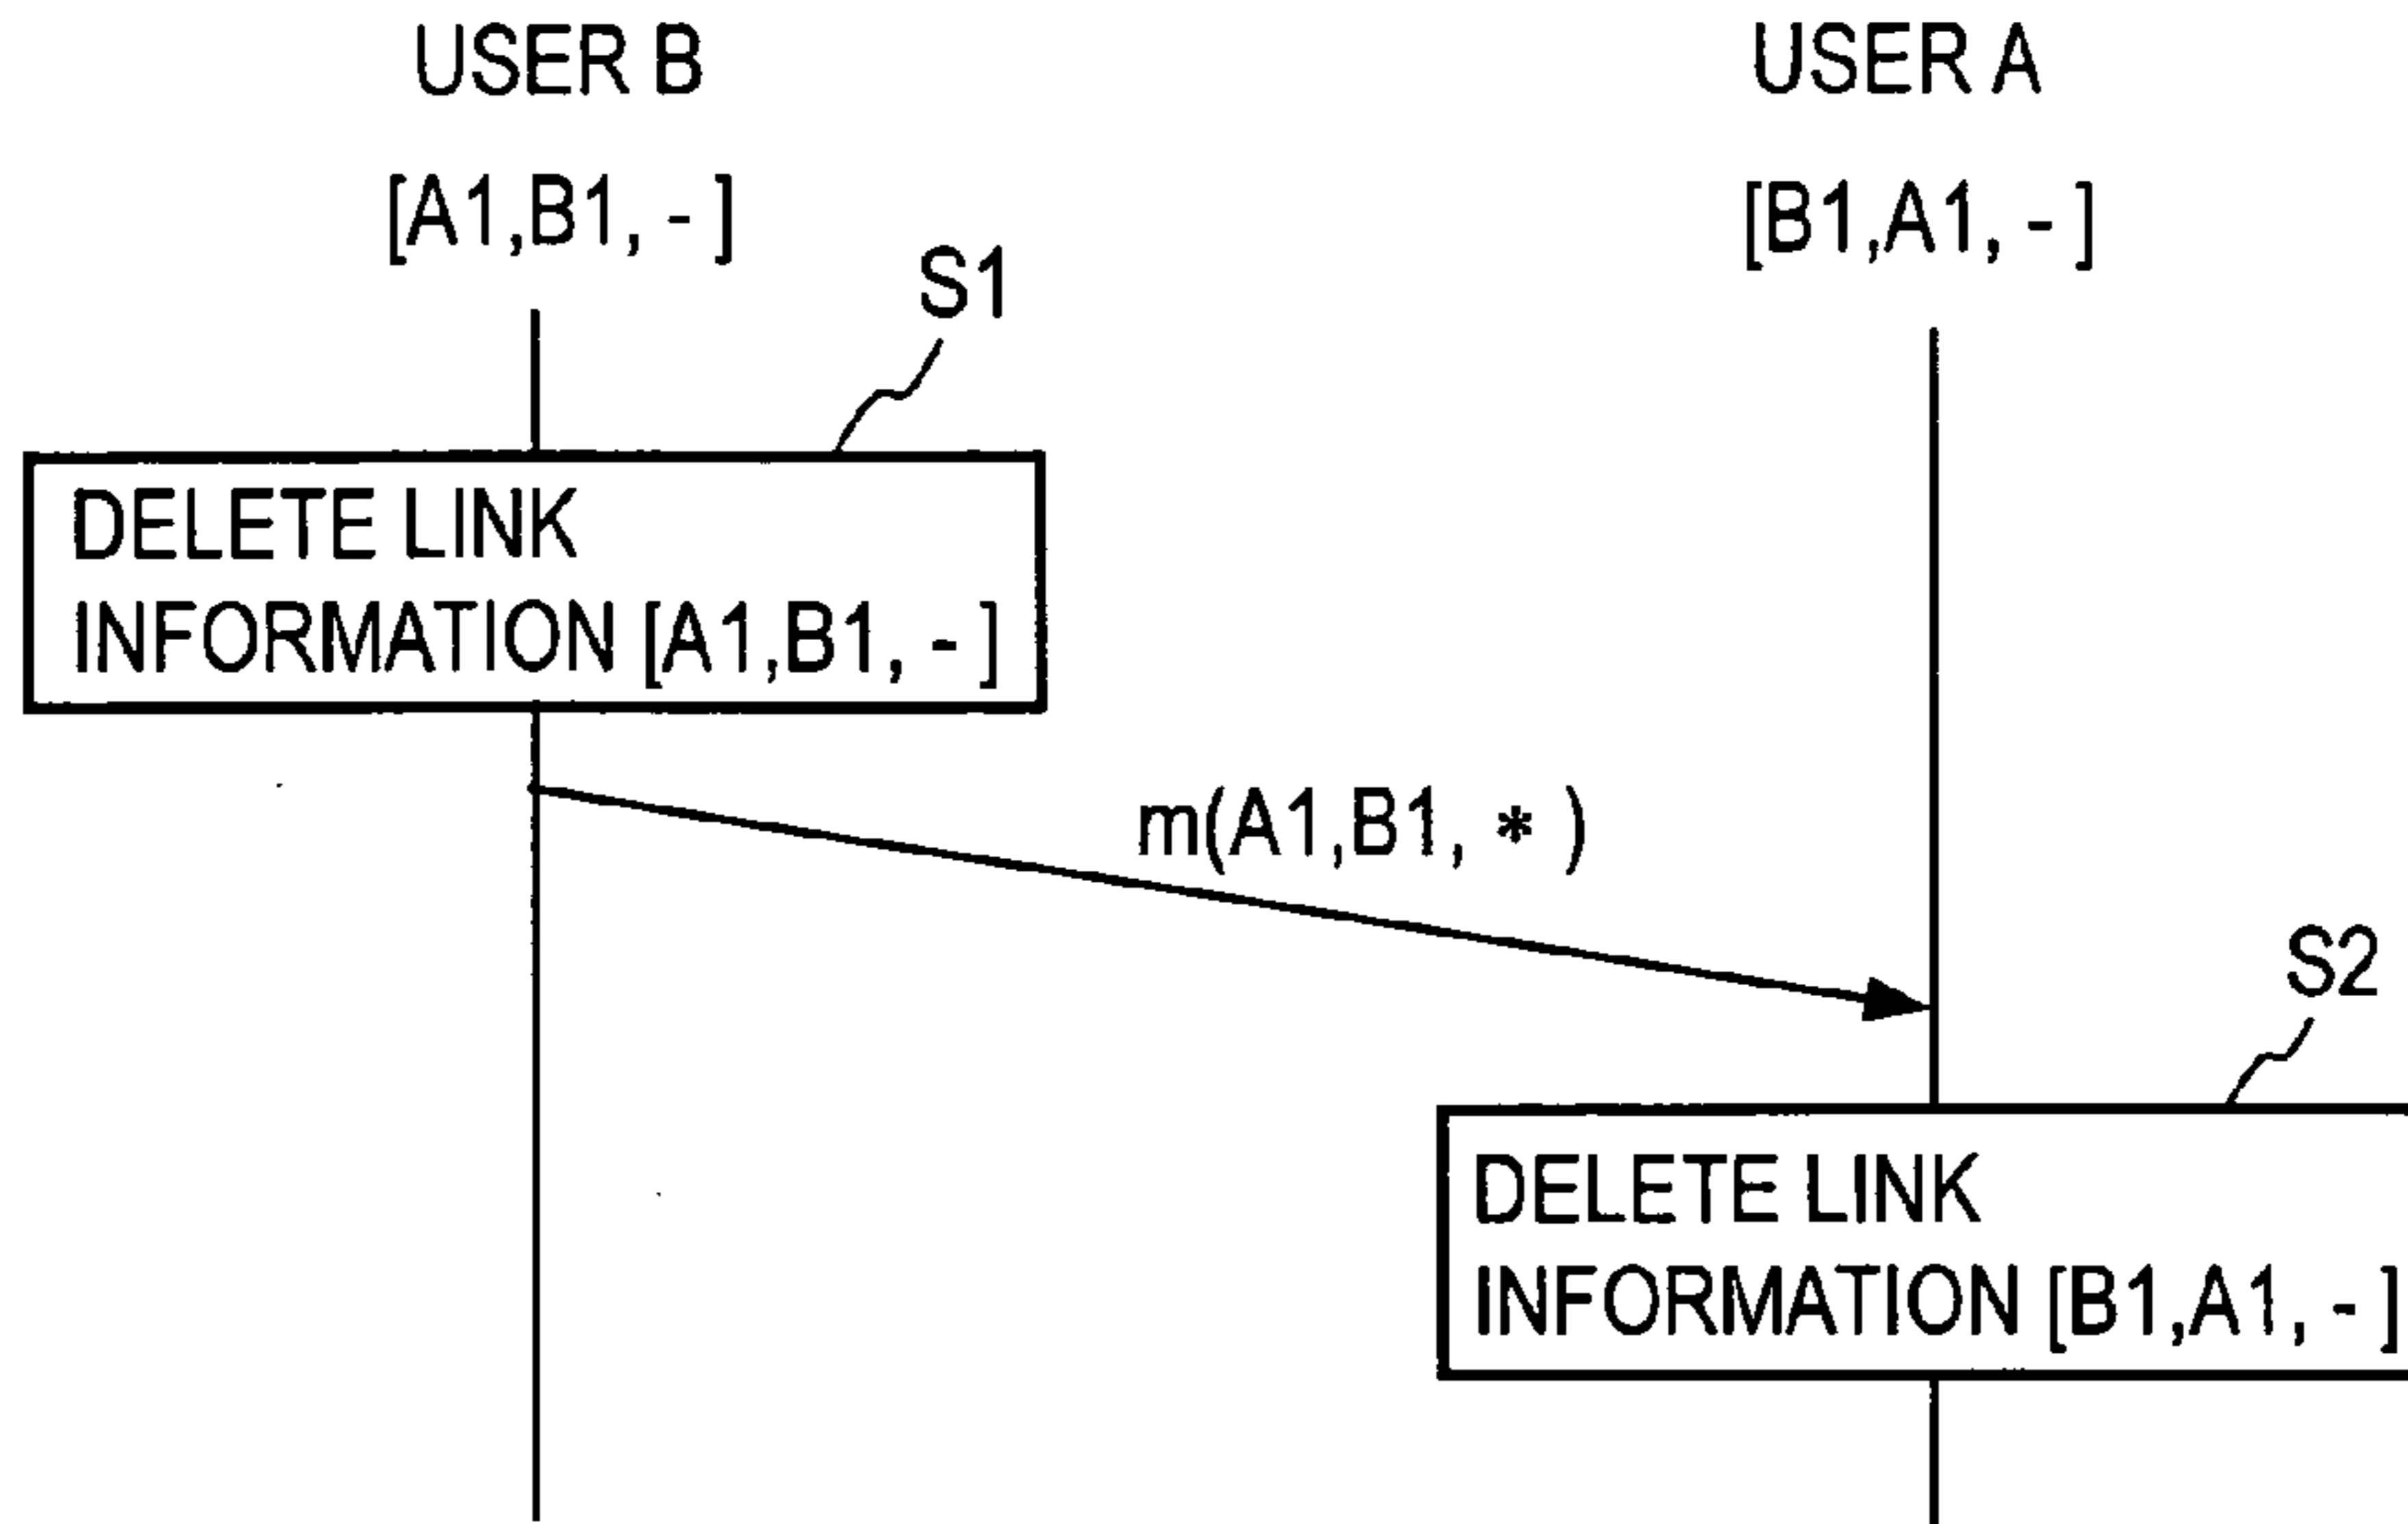 USER B
[A1,B1, - ]
USER A
[B1,A1, - ]
S1
DELETE LINK
INFORMATION [A1,B1, - ]
m(A1,B1, * )
S2
DELETE LINK
INFORMATION [B1,A1, - ]